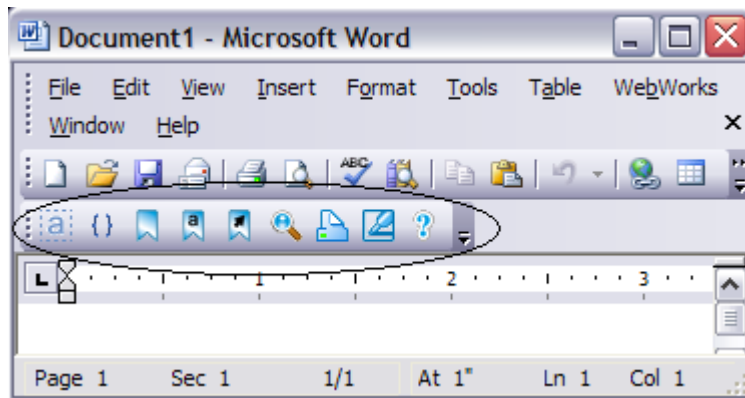 Document1 - Microsoft Word
File Edit View Insert Format Tools Table WebWorks
Window Help
ABC
a {} a ?
L 1 2 3
Page 1 Sec 1 1/1 At 1" Ln 1 Col 1